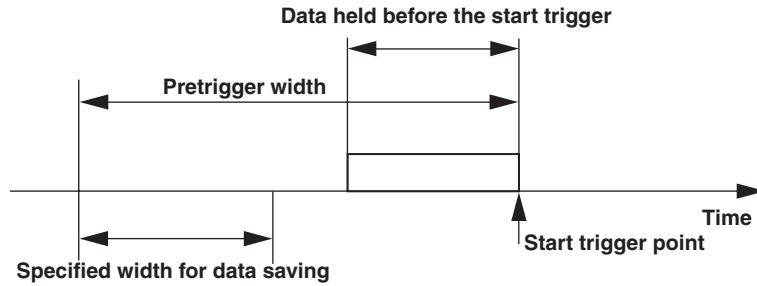 Data held before the start trigger
Pretrigger width
Time
Start trigger point
Specified width for data saving